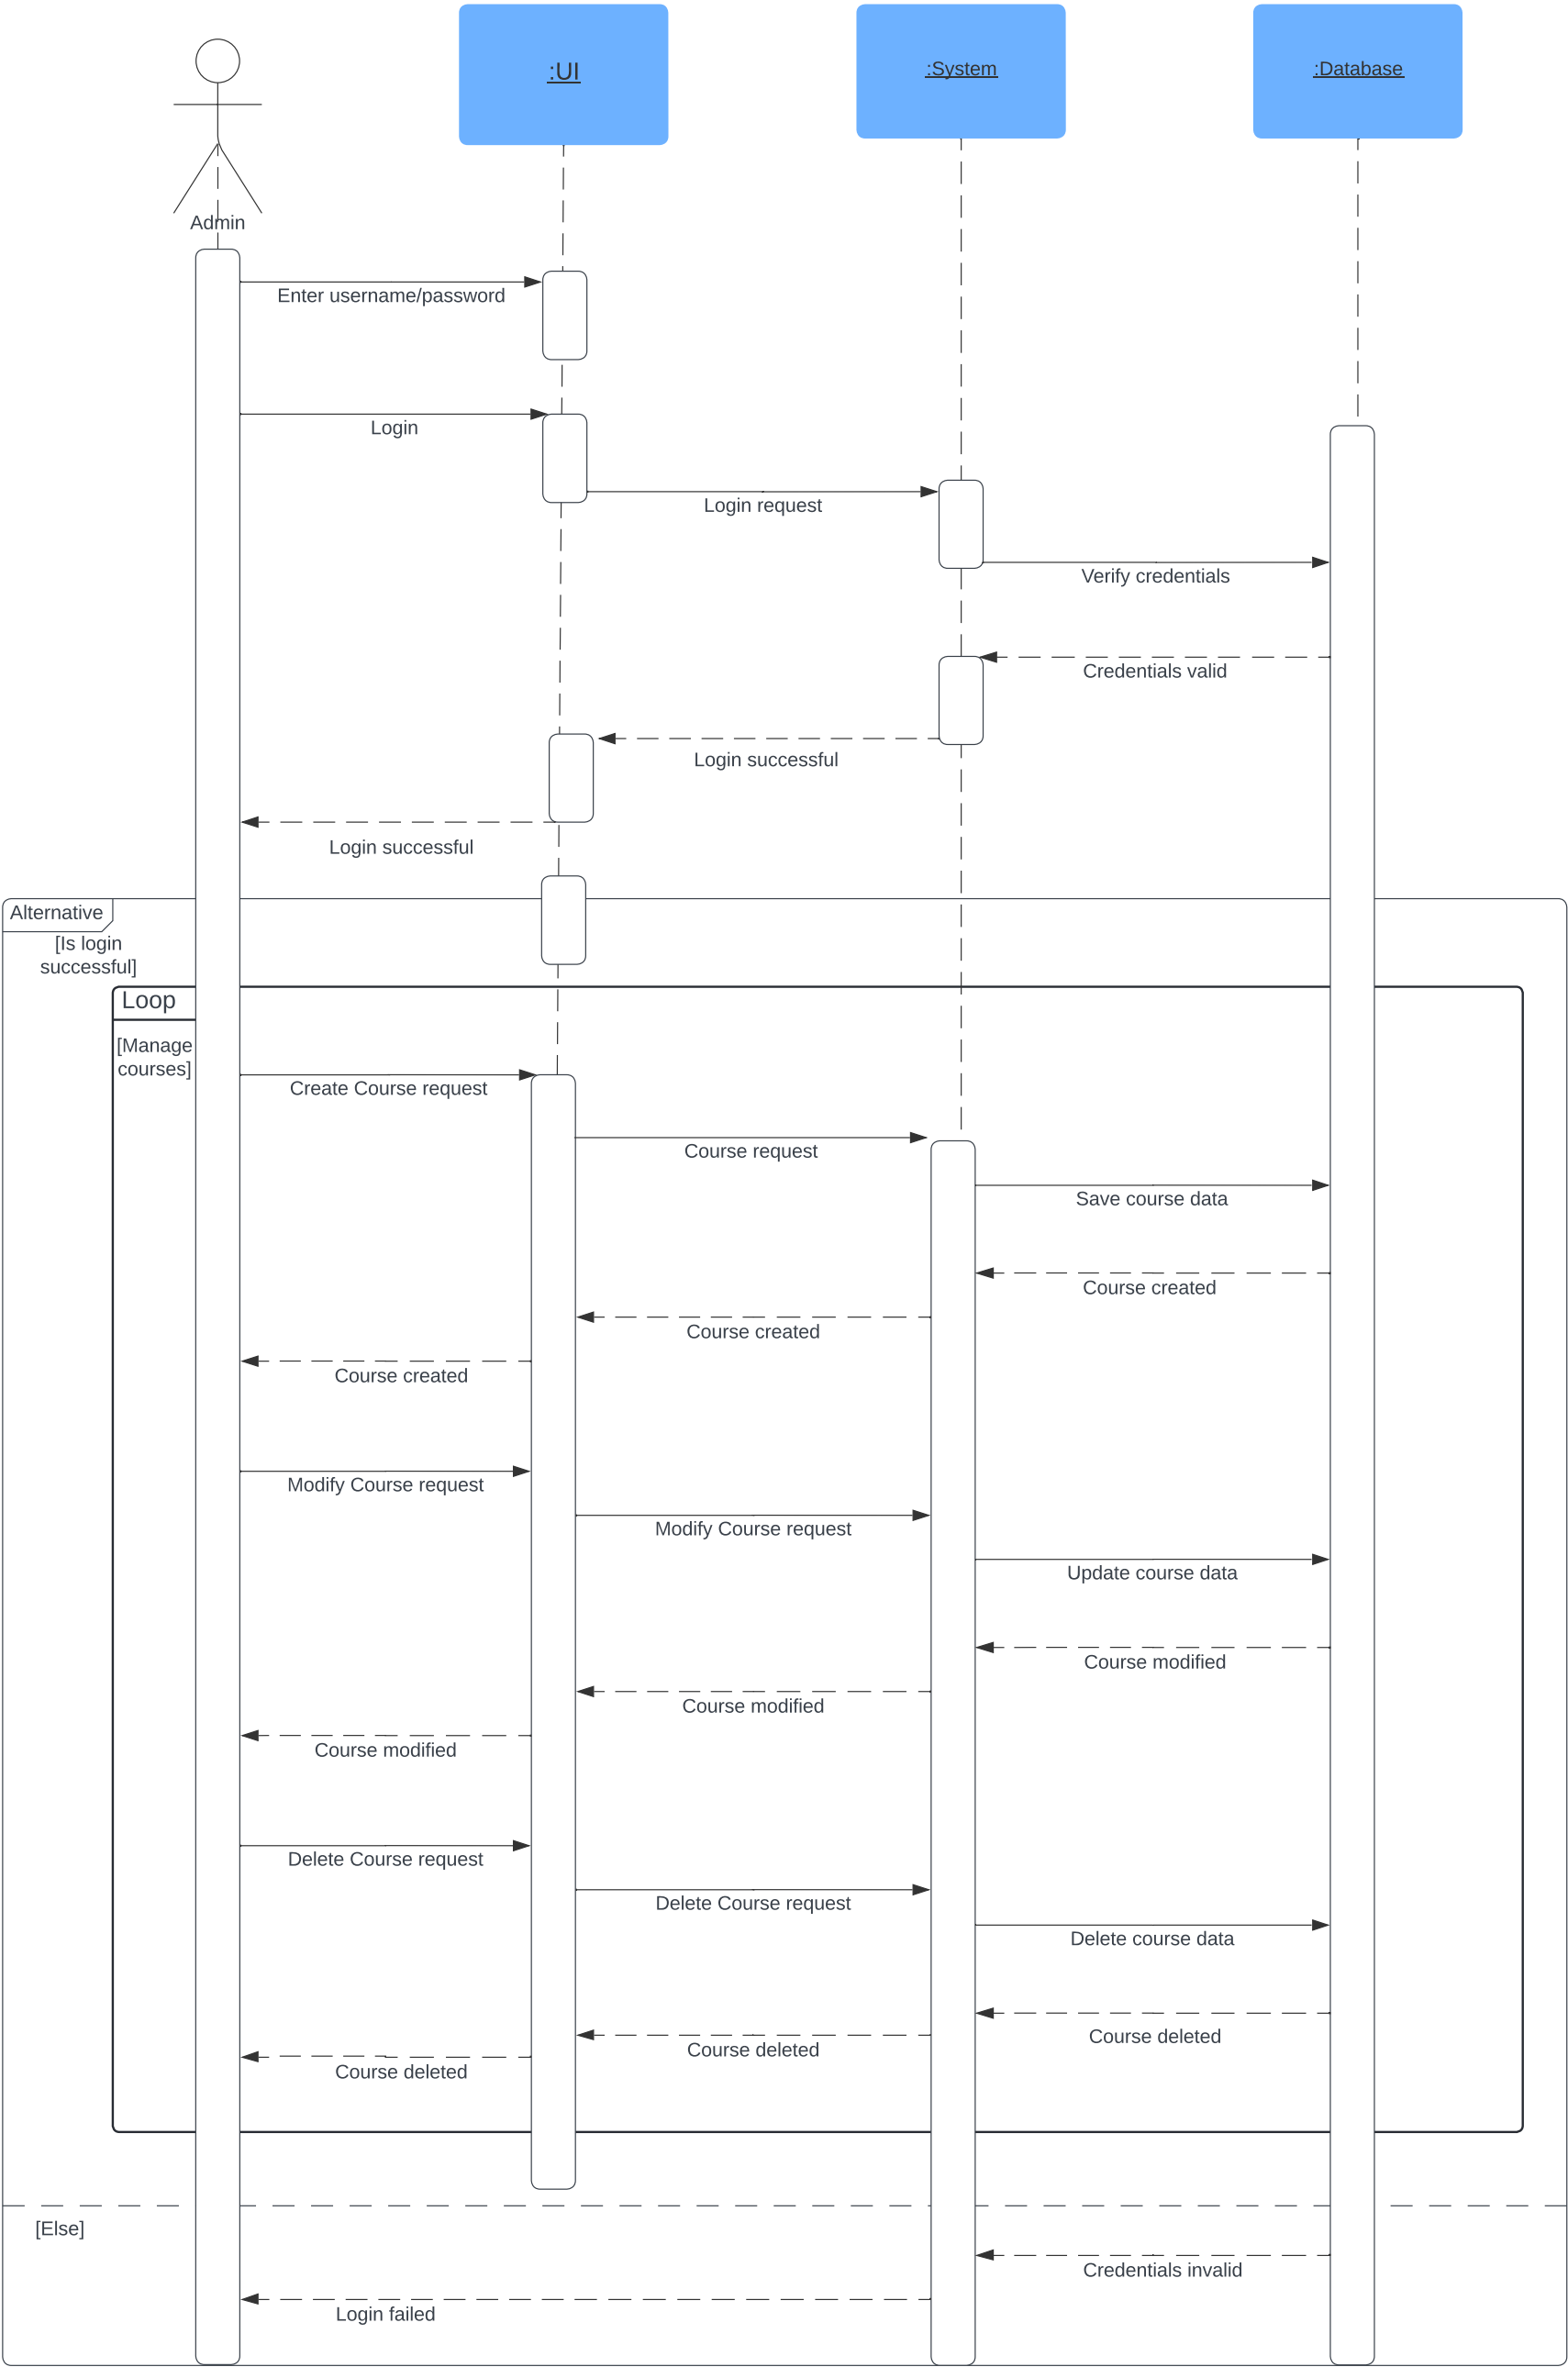 :UI
:System
:Database
Admin
Enter username/password
Login
Login request
Verify credentials
Credentials valid
Login successful
Login successful
Alternative
[Is login
successful]
Loop
[Manage
courses]
Create Course request
Course request
Save course data
Course created
Course created
Course created
Modify Course request
Modify Course request
Update course data
Course modified
Course modified
Course modified
Delete Course request
Delete Course request
Delete course data
Course deleted
Course deleted
Course deleted
[Else]
Credentials invalid
Login failed